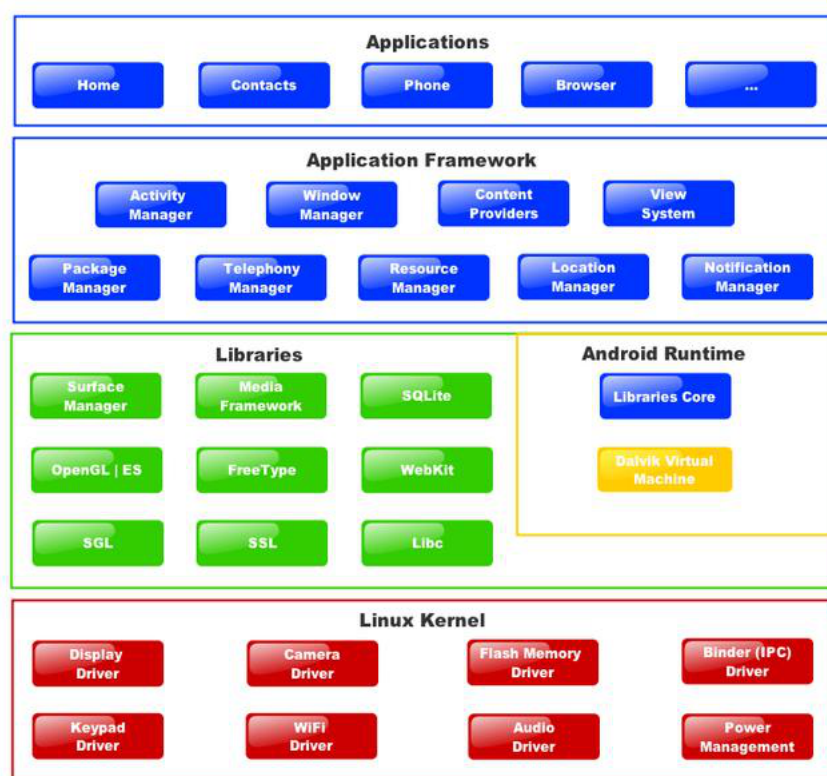 Applications
Home
Contacts
Phone
Browser
...
Application Framework
Activity
Manager
Window
Manager
Content
Providers
View
System
Package
Manager
Telephony
Manager
Resource
Manager
Location
Manager
Notification
Manager
Libraries
Android Runtime
Surface
Manager
Media
Framework
SQLite
Libraries Core
OpenGL | ES
FreeType
WebKit
Dalvik Virtual
Machine
SGL
SSL
Libc
Linux Kernel
Display
Driver
Camera
Driver
Flash Memory
Driver
Binder (IPC)
Driver
Keypad
Driver
WiFi
Driver
Audio
Driver
Power
Management